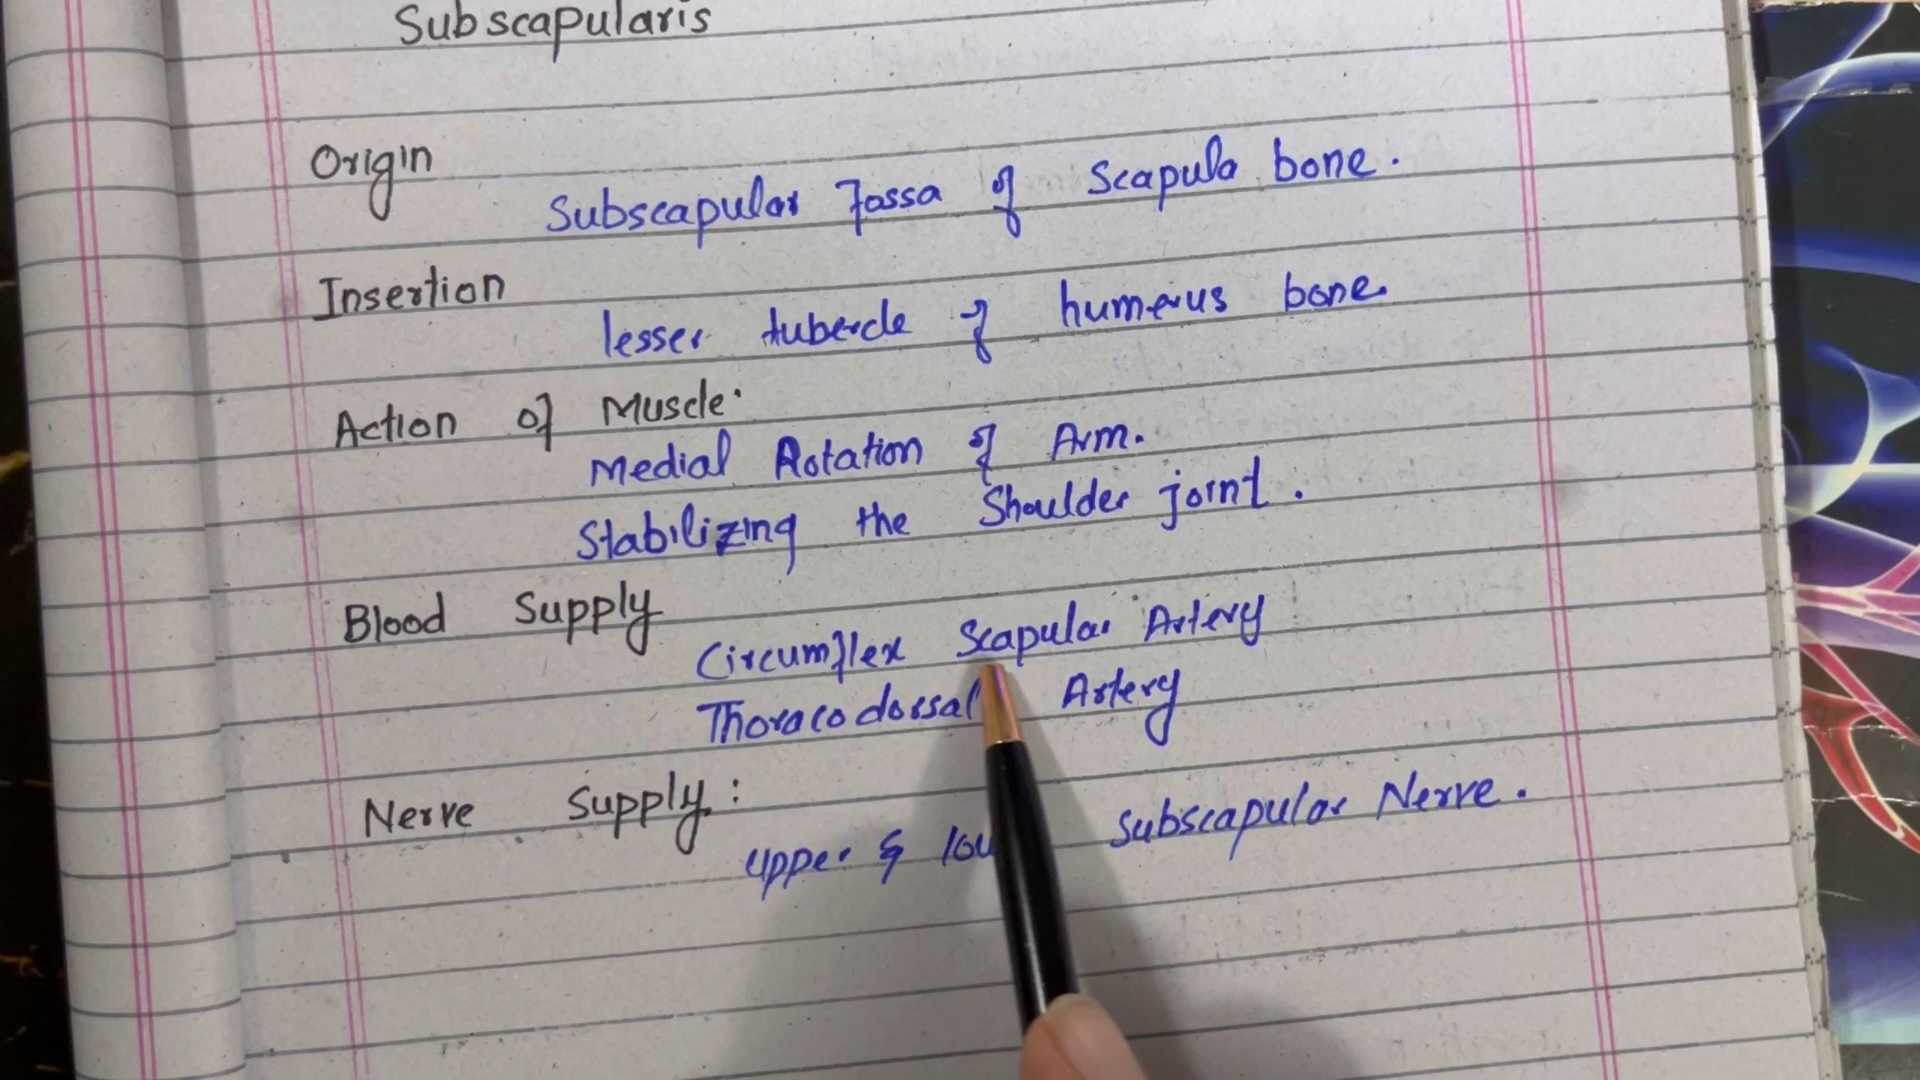 Subscapularis
Origin
Subscapular Fossa of Scapula bone.
Insertion
lesser tubercle of humerus bone.
Action of Muscle.
Medial Rotation of Arm.
Stabilizing the Shoulder joint.
Blood Supply
Circumflex Scapular Artery
Thoracodorsal Artery
Nerve Supply:
Upper & Subscapular Nerve.